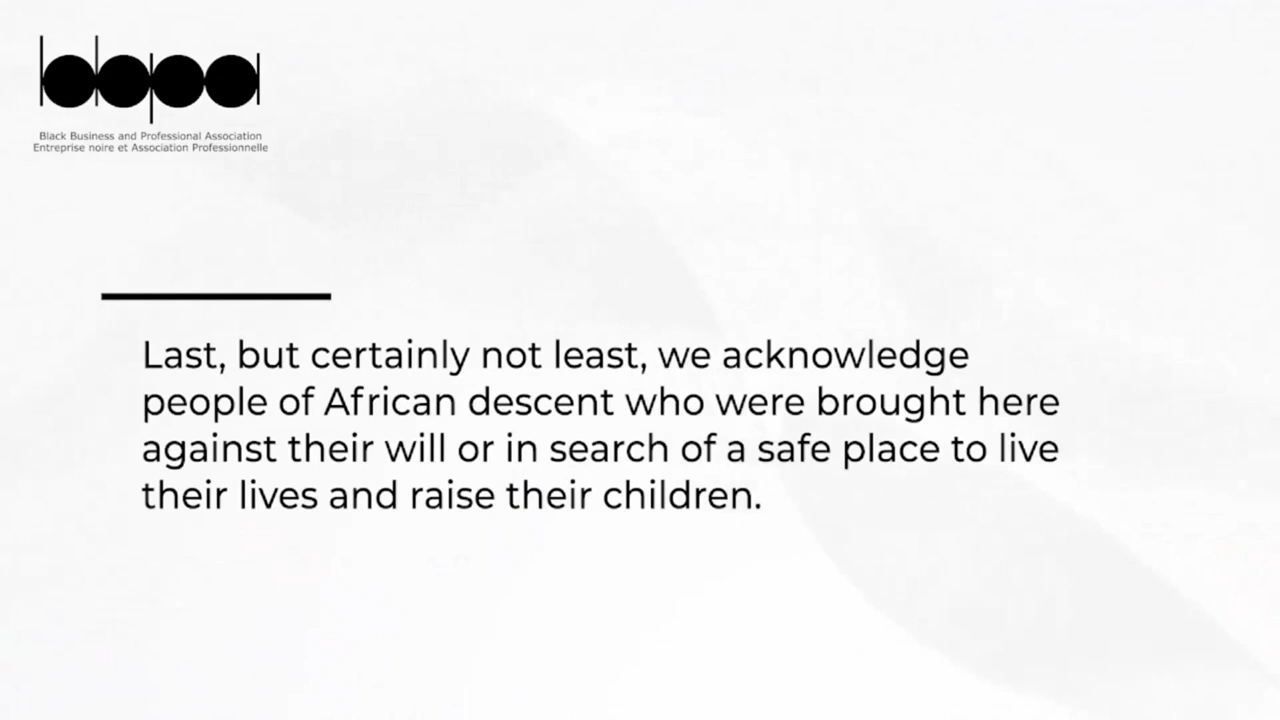 bbpa
Black Business and Professional Association
Entreprise noire et Association Professionnelle
Last, but certainly not least, we acknowledge
people of African descent who were brought here
against their will or in search of a safe place to live
their lives and raise their children.